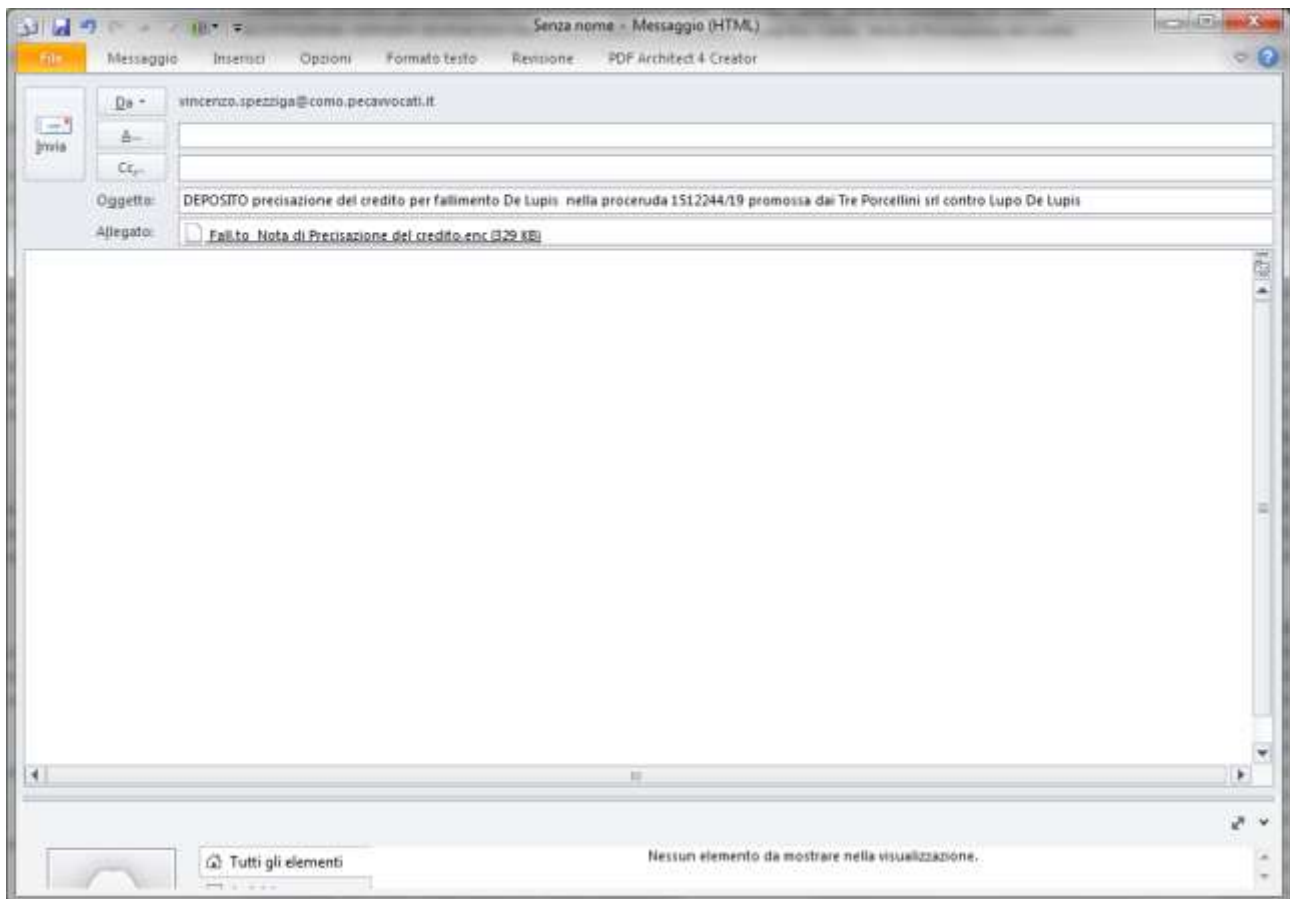 Senza nome - Messaggio (HTML)
File Messaggio Inserisci Opzioni Formato testo Revisione PDF Architect 4 Creator
Invia
Da vincenzo.spezziga@como.pecavvocati.it
A...
Cc...
Oggetto: DEPOSITO precisazione del credito per fallimento De Lupis nella proceruda 1512244/19 promossa dai Tre Porcellini srl contro Lupo De Lupis
Allegato: Fall.to Nota di Precisazione del credito.enc (329 KB)
Tutti gli elementi
Nessun elemento da mostrare nella visualizzazione.